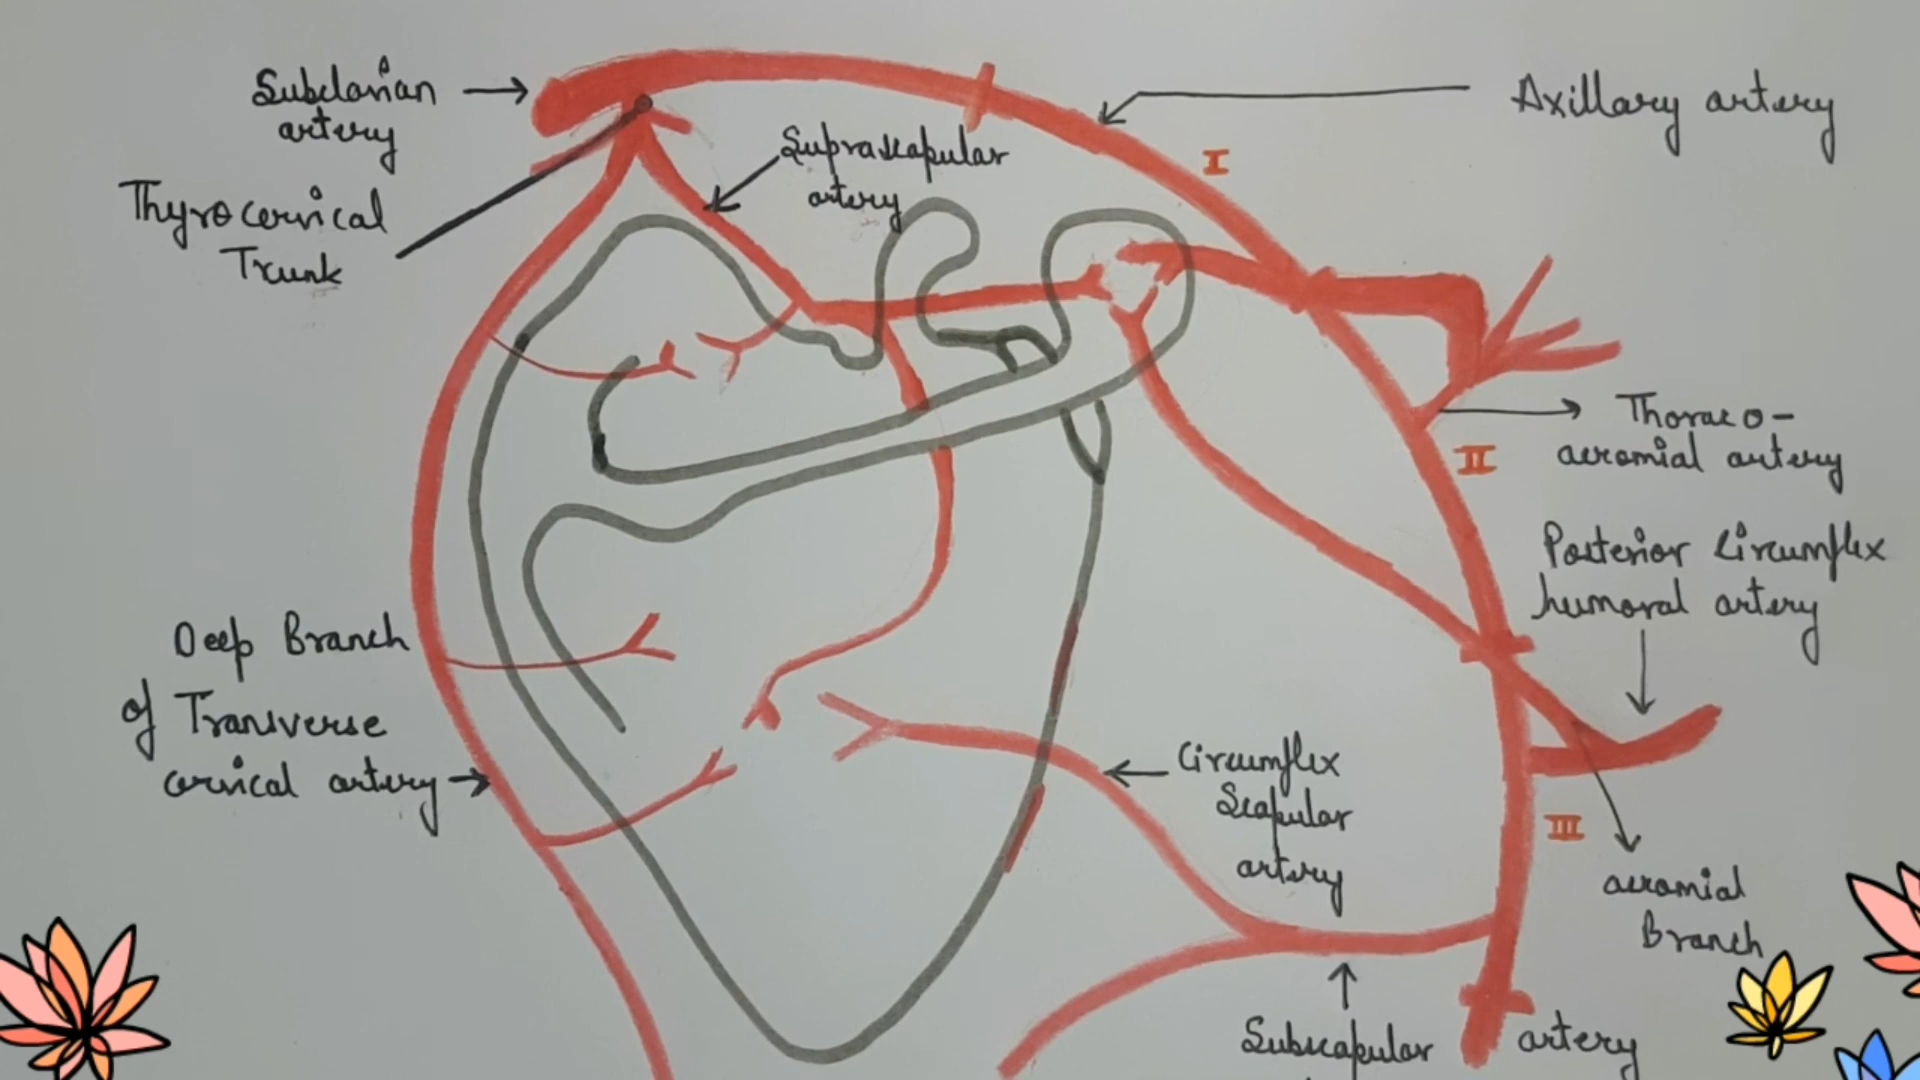 Subclavian
artery
Thyrocervical
Trunk
Suprascapular
artery
Axillary artery
I
Thoraco-
acromial artery
II
Posterior Circumflex
humoral artery
Deep Branch
of Transverse
cervical artery
Circumflex
Scapular
artery
III
acromial
Branch
Subscapular
artery